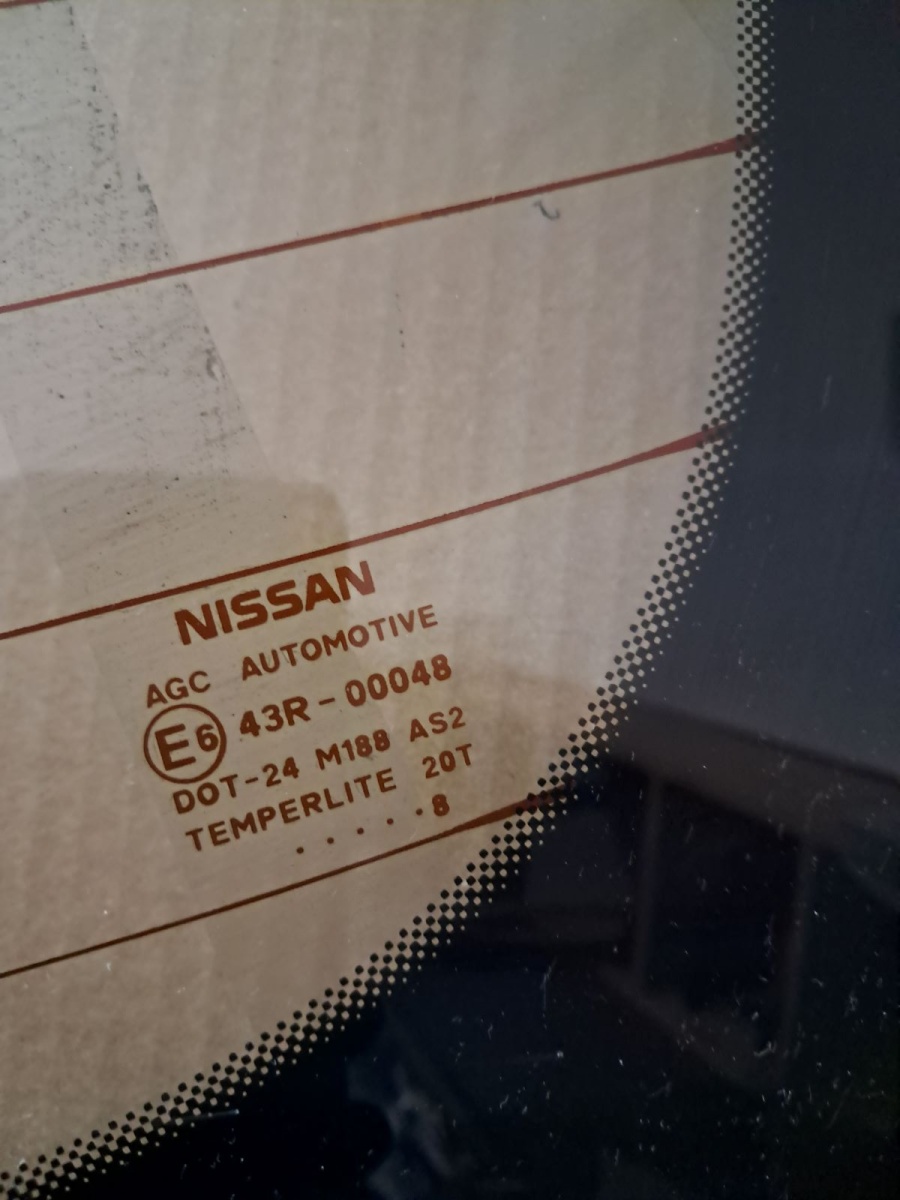 NISSAN
AGC AUTOMOTIVE
E6 43R-00048
DOT-24 M188 AS2
TEMPERLITE 20T
.....8